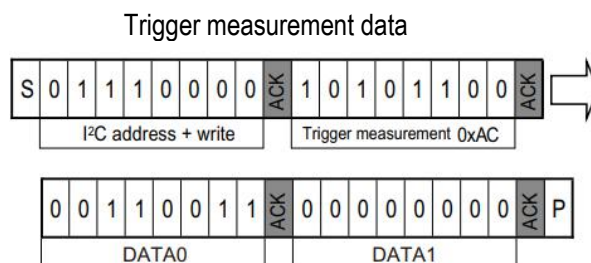 Trigger measurement data
S 0 1 1 1 0 0 0 0 ACK 1 0 1 0 1 1 0 0 ACK
I²C address + write Trigger measurement 0xAC
0 0 1 1 0 0 1 1 ACK 0 0 0 0 0 0 0 0 ACK P
DATA0 DATA1